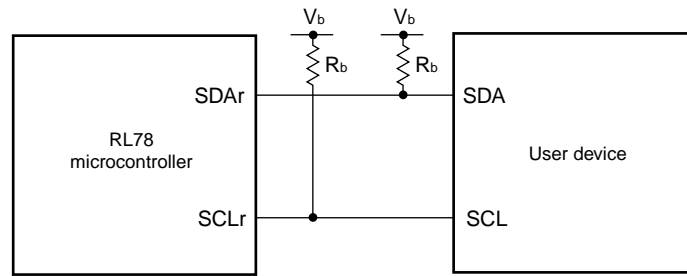 Vb Vb
Rb Rb
SDAr SDA
RL78
microcontroller
User device
SCLr SCL